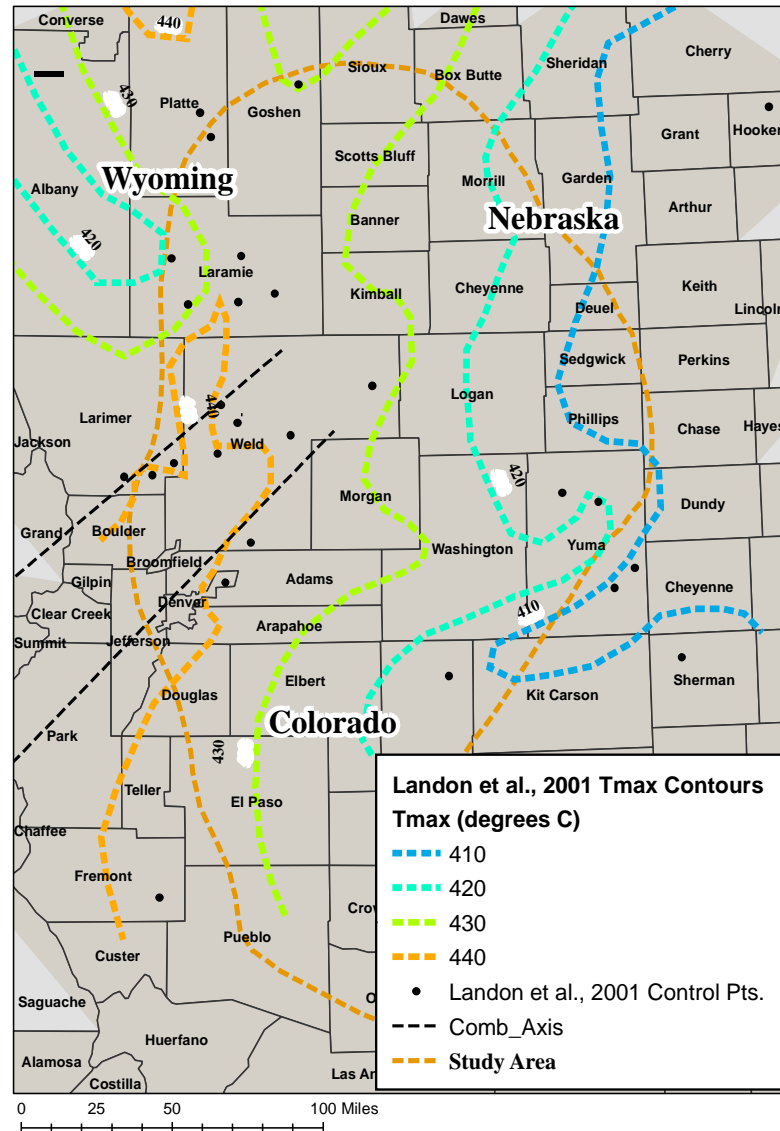 Converse
440
Dawes
Sioux
Box Butte
Sheridan
Cherry
430
Platte
Goshen
Grant
Hooker
Scotts Bluff
Wyoming
Morrill
Garden
Albany
Nebraska
Arthur
Banner
420
Laramie
Kimball
Cheyenne
Keith
Deuel
Lincoln
Sedgwick
Perkins
Larimer
440
Logan
Phillips
Chase
Hayes
Jackson
Weld
420
Morgan
Dundy
Grand
Boulder
Washington
Yuma
Broomfield
Gilpin
Adams
Cheyenne
Denver
410
Clear Creek
Arapahoe
Summit
Jefferson
Elbert
Sherman
Douglas
Kit Carson
Colorado
Park
430
Teller
El Paso
Chaffee
Fremont
Crow
Pueblo
Custer
O
Saguache
Huerfano
Alamosa
Las An
Costilla
Landon et al., 2001 Tmax Contours
Tmax (degrees C)
410
420
430
440
Landon et al., 2001 Control Pts.
Comb_Axis
Study Area
0 25 50 100 Miles